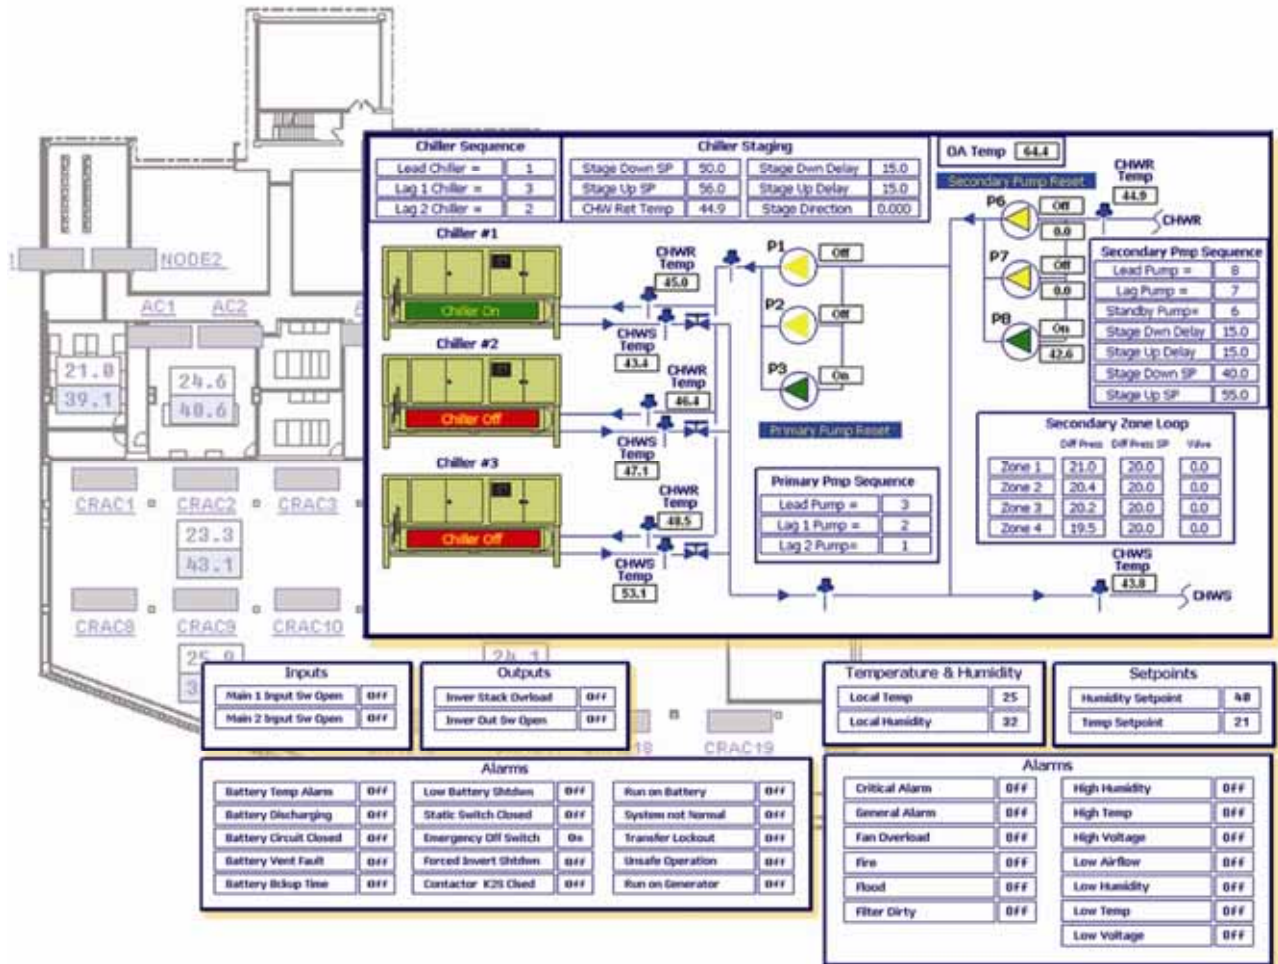 Chiller Sequence
Lead Chiller = 1
Lag 1 Chiller = 3
Lag 2 Chiller = 2
Chiller Staging
Stage Down SP 50.0 Stage Dwn Delay 15.0
Stage Up SP 56.0 Stage Up Delay 15.0
CHW Ret Temp 44.9 Stage Direction 0.000
OA Temp 64.4
Secondary Pump Reset
CHWR
Temp
44.9
CHWR
P6 Off
0.0
P7 Off
0.0
P8 On
42.6
Secondary Pmp Sequence
Lead Pump = 8
Lag Pump = 7
Standby Pump= 6
Stage Dwn Delay 15.0
Stage Up Delay 15.0
Stage Down SP 40.0
Stage Up SP 55.0
Chiller #1
Chiller On
CHWR
Temp
45.0
CHWS
Temp
43.4
Chiller #2
Chiller Off
CHWR
Temp
46.4
CHWS
Temp
47.1
Chiller #3
Chiller Off
CHWR
Temp
48.5
CHWS
Temp
53.1
P1 Off
P2 Off
P3 On
Primary Pump Reset
Primary Pmp Sequence
Lead Pump = 3
Lag 1 Pump = 2
Lag 2 Pump= 1
Secondary Zone Loop
Diff Press Diff Press SP Valve
Zone 1 21.0 20.0 0.0
Zone 2 20.4 20.0 0.0
Zone 3 20.2 20.0 0.0
Zone 4 19.5 20.0 0.0
CHWS
Temp
43.8
CHWS
NODE2
AC1 AC2
21.0
39.1
24.6
40.6
CRAC1 CRAC2 CRAC3
23.3
43.1
CRAC8 CRAC9 CRAC10
24.1
CRAC19
Inputs
Main 1 Input Sw Open Off
Main 2 Input Sw Open Off
Outputs
Inver Stack Ovrload Off
Inver Out Sw Open Off
Temperature & Humidity
Local Temp 25
Local Humidity 32
Setpoints
Humidity Setpoint 40
Temp Setpoint 21
Alarms
Battery Temp Alarm Off Low Battery Shtdwn Off Run on Battery Off
Battery Discharging Off Static Switch Closed Off System not Normal Off
Battery Circuit Closed Off Emergency Off Switch On Transfer Lockout Off
Battery Vent Fault Off Forced Invert Shtdwn Off Unsafe Operation Off
Battery Bckup Time Off Contactor K2S Clsed Off Run on Generator Off
Alarms
Critical Alarm Off High Humidity Off
General Alarm Off High Temp Off
Fan Overload Off High Voltage Off
Fire Off Low Airflow Off
Flood Off Low Humidity Off
Filter Dirty Off Low Temp Off
Low Voltage Off